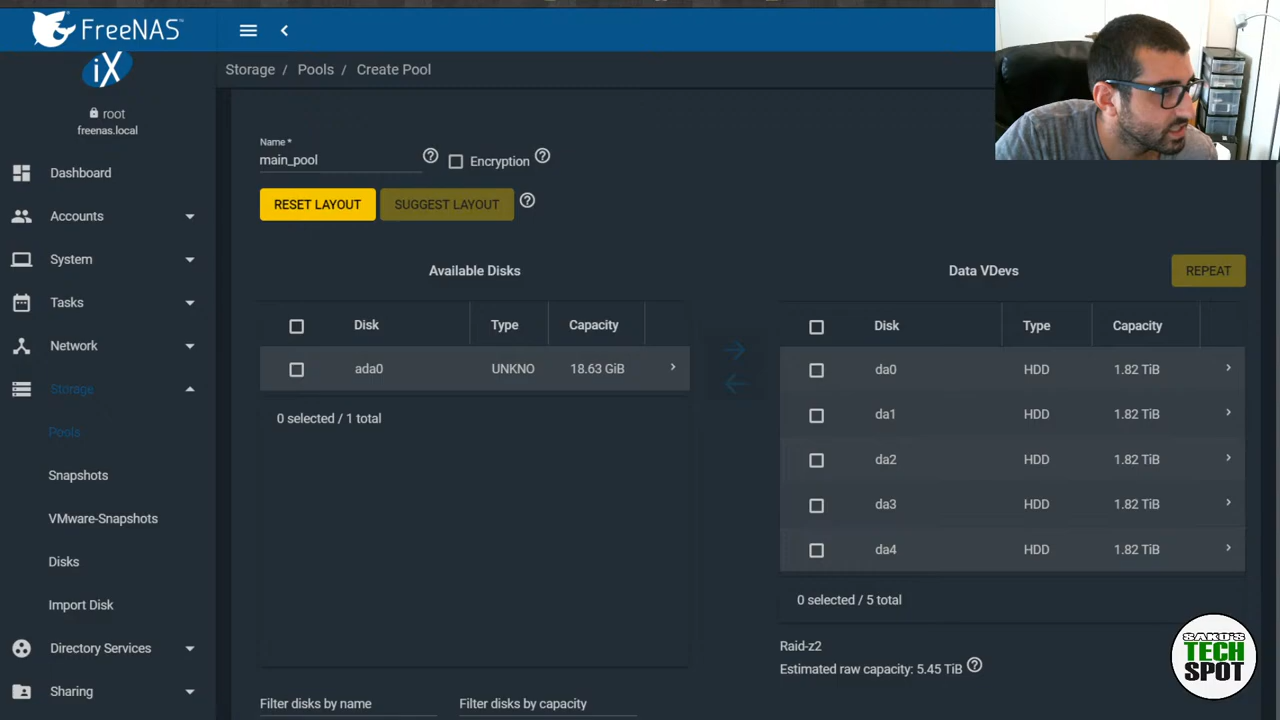 FreeNAS™
iX
Storage / Pools / Create Pool
root
freenas.local
Dashboard
Accounts
System
Tasks
Network
Storage
Pools
Snapshots
VMware-Snapshots
Disks
Import Disk
Directory Services
Sharing
Name *
main_pool
Encryption
RESET LAYOUT
SUGGEST LAYOUT
Available Disks
Disk Type Capacity
ada0 UNKNO 18.63 GiB
0 selected / 1 total
Filter disks by name
Filter disks by capacity
Data VDevs
REPEAT
Disk Type Capacity
da0 HDD 1.82 TiB
da1 HDD 1.82 TiB
da2 HDD 1.82 TiB
da3 HDD 1.82 TiB
da4 HDD 1.82 TiB
0 selected / 5 total
Raid-z2
Estimated raw capacity: 5.45 TiB
SAKO'S
TECH
SPOT